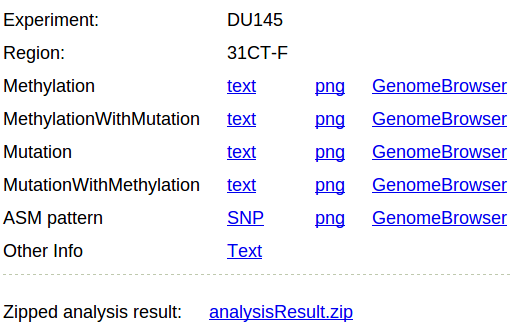 Experiment: DU145
Region: 31CT-F
Methylation text png GenomeBrowser
MethylationWithMutation text png GenomeBrowser
Mutation text png GenomeBrowser
MutationWithMethylation text png GenomeBrowser
ASM pattern SNP png GenomeBrowser
Other Info Text
Zipped analysis result: analysisResult.zip